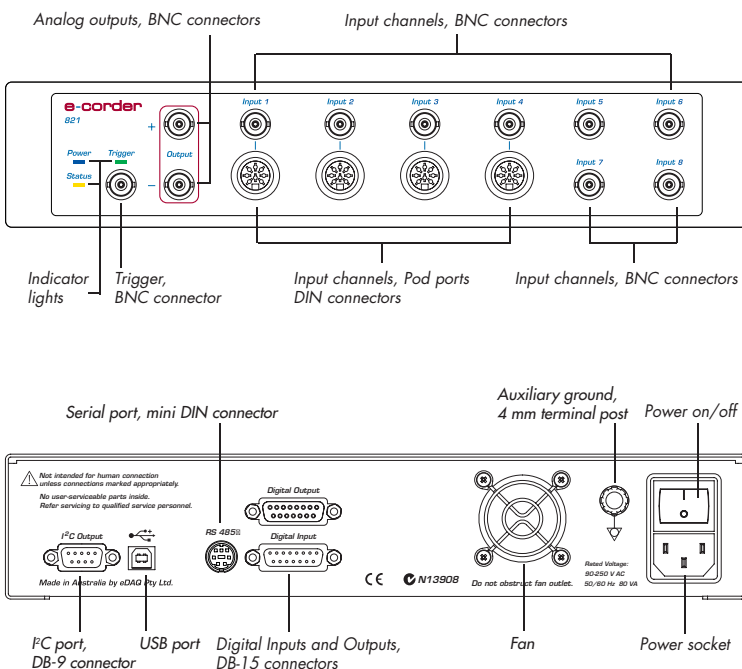 Analog outputs, BNC connectors
Input channels, BNC connectors
e-corder
821
Power
Trigger
Status
+
Output
−
Input 1
Input 2
Input 3
Input 4
Input 5
Input 6
Input 7
Input 8
Indicator
lights
Trigger,
BNC connector
Input channels, Pod ports
DIN connectors
Input channels, BNC connectors
Serial port, mini DIN connector
Auxiliary ground,
4 mm terminal post
Power on/off
Not intended for human connection
unless connections marked appropriately.
No user-serviceable parts inside.
Refer servicing to qualified service personnel.
I²C Output
RS 485
Digital Output
Digital Input
Made in Australia by eDAQ Pty Ltd.
CE
N13908
Do not obstruct fan outlet.
Rated Voltage:
90-250 V AC
50/60 Hz 80 VA
I²C port,
DB-9 connector
USB port
Digital Inputs and Outputs,
DB-15 connectors
Fan
Power socket